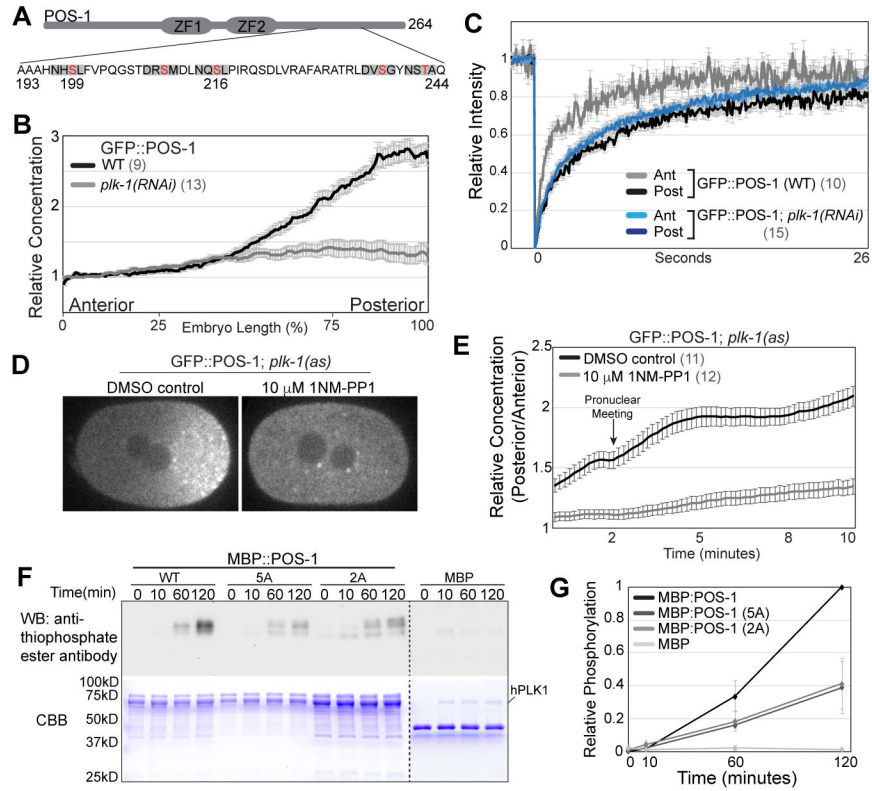 A
POS-1
ZF1
ZF2
264
AAAHNHSLFVPQGSTDRSMDLNQSLPIRQSDLVRAFARATRLDVSGYNSTAQ
193 199 216 244
B
Relative Concentration
3
2
1
GFP::POS-1
WT (9)
plk-1(RNAi) (13)
Anterior
Posterior
0 25 75 100
Embryo Length (%)
C
Relative Intensity
1
0.8
0.6
0.4
0.2
0
Ant
Post
GFP::POS-1 (WT) (10)
Ant
Post
GFP::POS-1; plk-1(RNAi)
(15)
0 Seconds 26
D
GFP::POS-1; plk-1(as)
DMSO control
10 μM 1NM-PP1
E
GFP::POS-1; plk-1(as)
Relative Concentration
(Posterior/Anterior)
2.5
2
1.5
1
DMSO control (11)
10 μM 1NM-PP1 (12)
Pronuclear
Meeting
2 5 8 10
Time (minutes)
F
MBP::POS-1
WT 5A 2A MBP
Time(min) 0 10 60 120 0 10 60 120 0 10 60 120 0 10 60 120
WB: anti-
thiophosphate
ester antibody
100kD
75kD
50kD
37kD
25kD
CBB
hPLK1
G
Relative Phosphorylation
1
0.8
0.6
0.4
0.2
0
MBP:POS-1
MBP:POS-1 (5A)
MBP:POS-1 (2A)
MBP
0 10 60 120
Time (minutes)